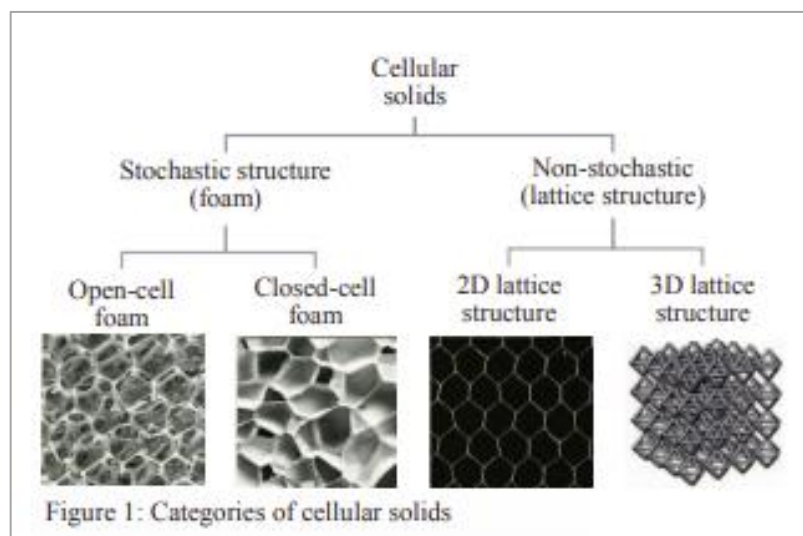 Cellular
solids
Stochastic structure
(foam)
Non-stochastic
(lattice structure)
Open-cell
foam
Closed-cell
foam
2D lattice
structure
3D lattice
structure
Figure 1: Categories of cellular solids